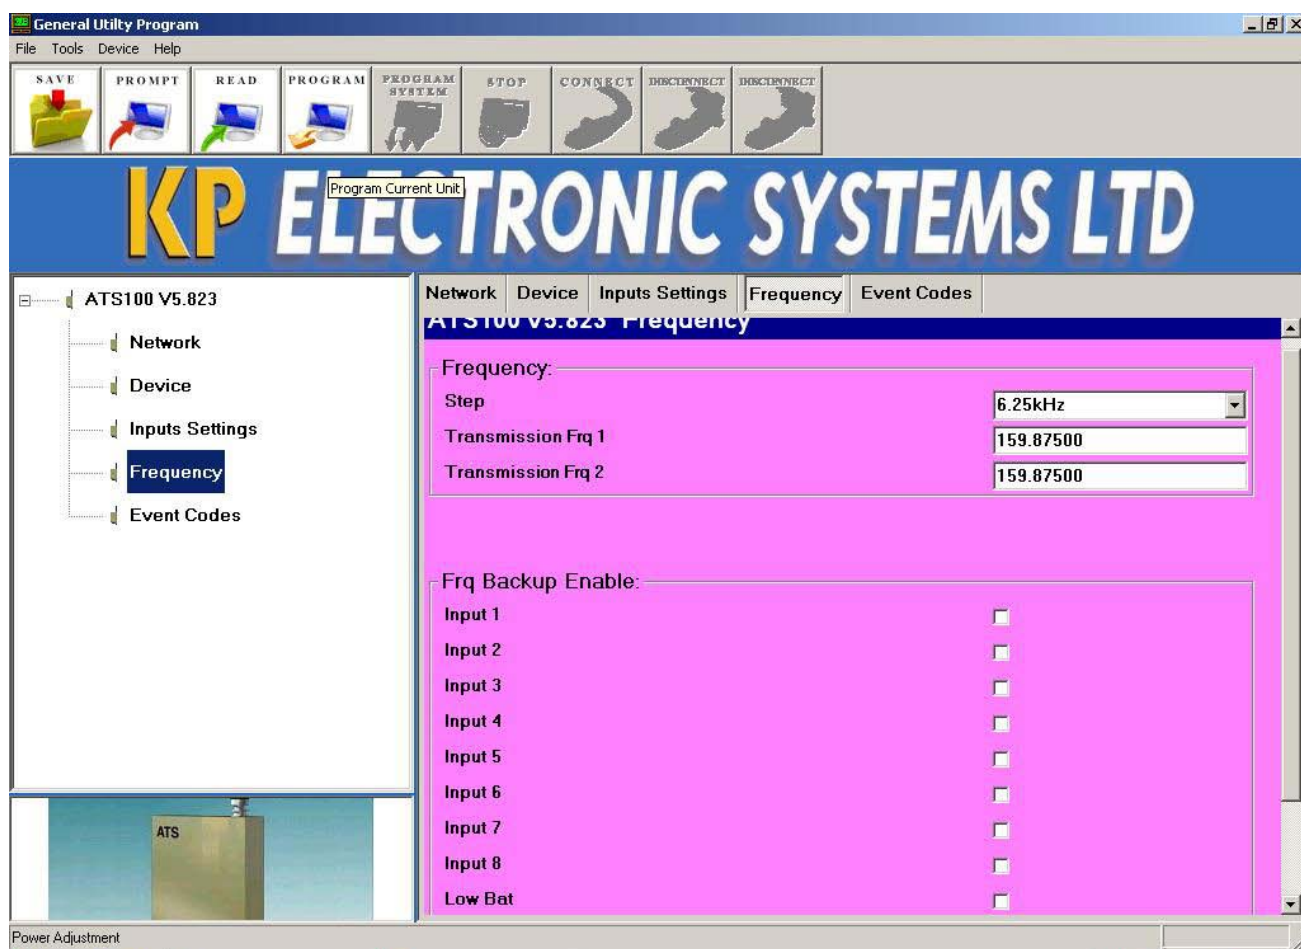 General Utilty Program
File Tools Device Help
SAVE PROMPT READ PROGRAM PROGRAM SYSTEM STOP CONNECT DISCONNECT DISCONNECT
KP ELECTRONIC SYSTEMS LTD
Program Current Unit
ATS100 V5.823
Network
Device
Inputs Settings
Frequency
Event Codes
Network Device Inputs Settings Frequency Event Codes
ATS100 V5.823 Frequency
Frequency:
Step 6.25kHz
Transmission Frq 1 159.87500
Transmission Frq 2 159.87500
Frq Backup Enable:
Input 1
Input 2
Input 3
Input 4
Input 5
Input 6
Input 7
Input 8
Low Bat
ATS
Power Adjustment